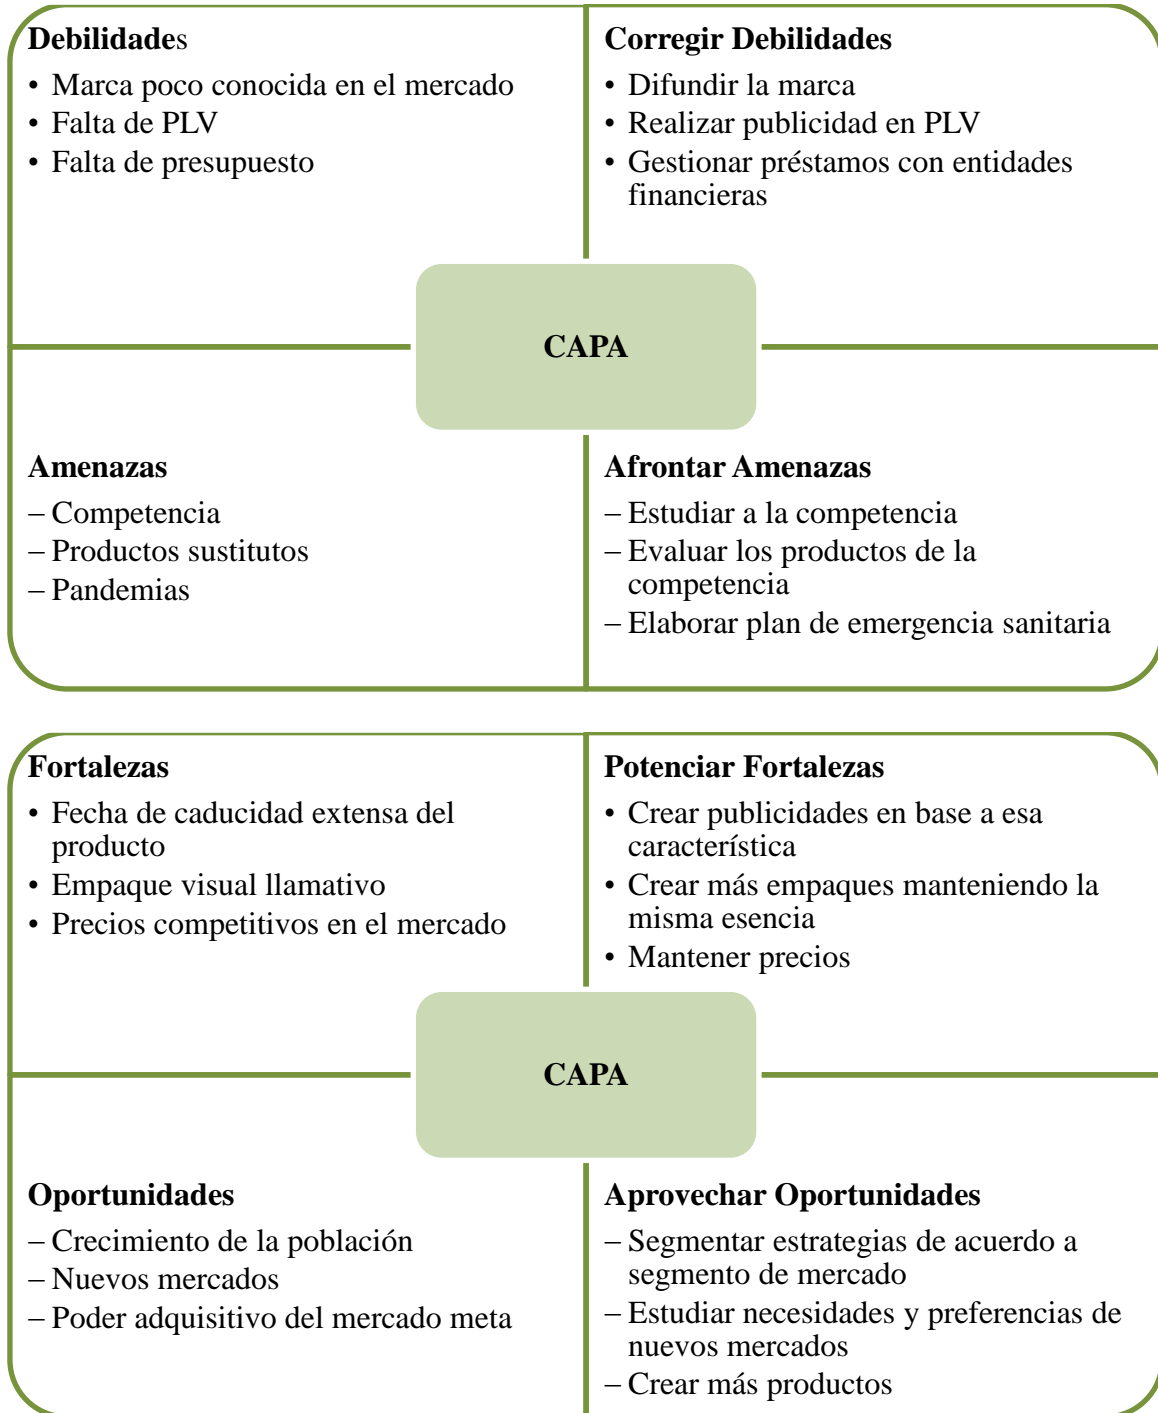 Debilidades
• Marca poco conocida en el mercado
• Falta de PLV
• Falta de presupuesto
Corregir Debilidades
• Difundir la marca
• Realizar publicidad en PLV
• Gestionar préstamos con entidades
financieras
CAPA
Amenazas
– Competencia
– Productos sustitutos
– Pandemias
Afrontar Amenazas
– Estudiar a la competencia
– Evaluar los productos de la
competencia
– Elaborar plan de emergencia sanitaria
Fortalezas
• Fecha de caducidad extensa del
producto
• Empaque visual llamativo
• Precios competitivos en el mercado
Potenciar Fortalezas
• Crear publicidades en base a esa
característica
• Crear más empaques manteniendo la
misma esencia
• Mantener precios
CAPA
Oportunidades
– Crecimiento de la población
– Nuevos mercados
– Poder adquisitivo del mercado meta
Aprovechar Oportunidades
– Segmentar estrategias de acuerdo a
segmento de mercado
– Estudiar necesidades y preferencias de
nuevos mercados
– Crear más productos